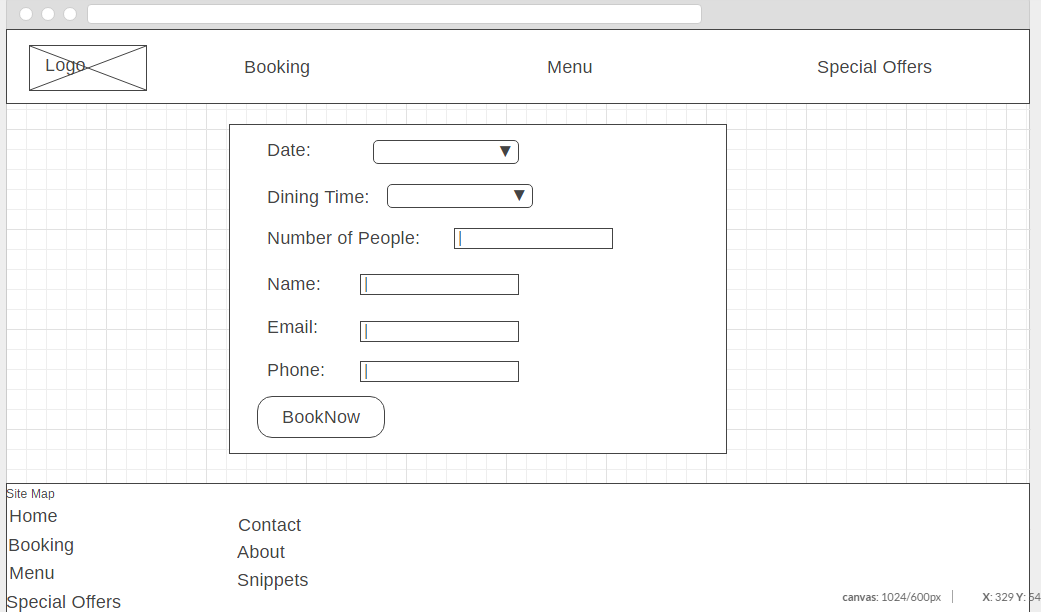 Logo Booking Menu Special Offers
Date: ▼
Dining Time: ▼
Number of People:
Name:
Email:
Phone:
BookNow
Site Map
Home
Booking
Menu
Special Offers
Contact
About
Snippets
canvas: 1024/600px | X: 329 Y: 54